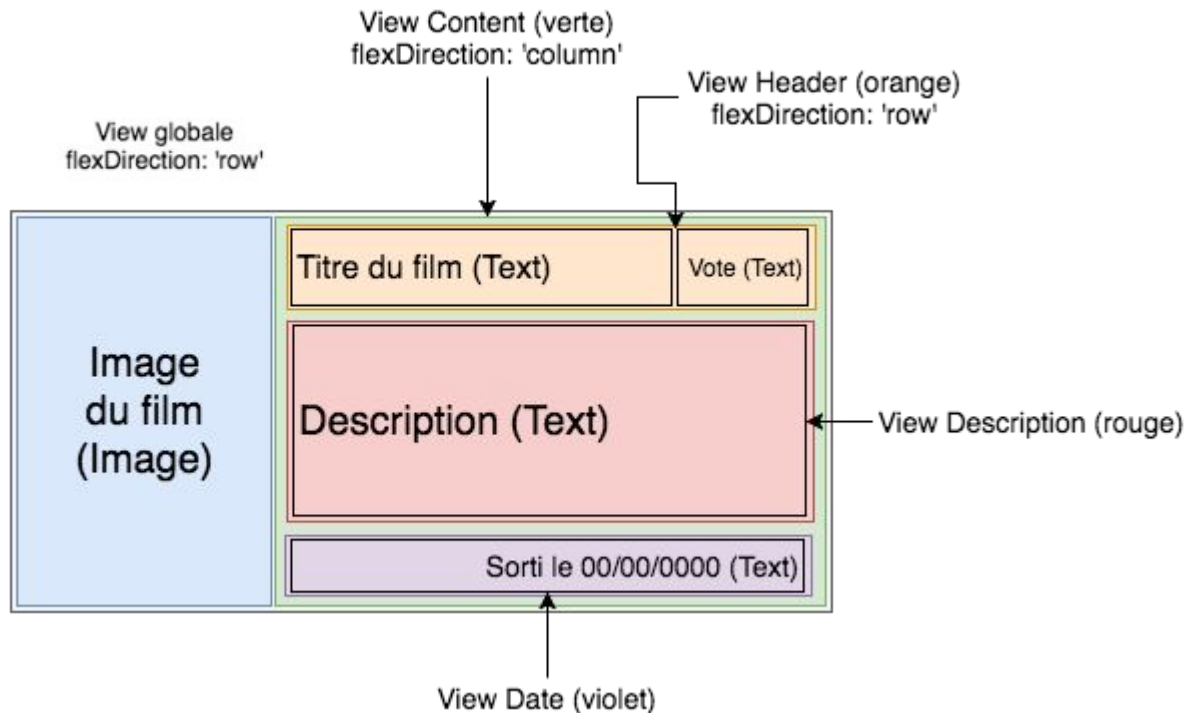 View Content (verte)
flexDirection: 'column'
View Header (orange)
flexDirection: 'row'
View globale
flexDirection: 'row'
Titre du film (Text)
Vote (Text)
Image
du film
(Image)
Description (Text)
View Description (rouge)
Sorti le 00/00/0000 (Text)
View Date (violet)